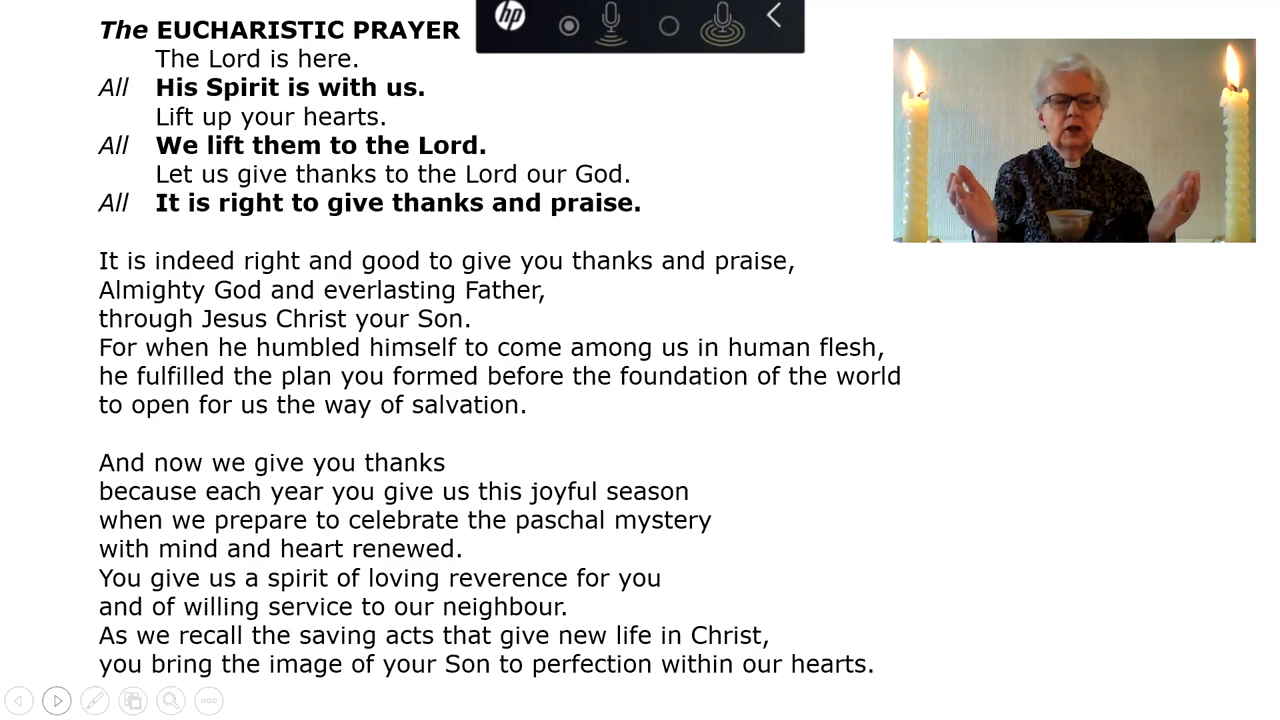 The EUCHARISTIC PRAYER
The Lord is here.
All His Spirit is with us.
Lift up your hearts.
All We lift them to the Lord.
Let us give thanks to the Lord our God.
All It is right to give thanks and praise.
It is indeed right and good to give you thanks and praise,
Almighty God and everlasting Father,
through Jesus Christ your Son.
For when he humbled himself to come among us in human flesh,
he fulfilled the plan you formed before the foundation of the world
to open for us the way of salvation.
And now we give you thanks
because each year you give us this joyful season
when we prepare to celebrate the paschal mystery
with mind and heart renewed.
You give us a spirit of loving reverence for you
and of willing service to our neighbour.
As we recall the saving acts that give new life in Christ,
you bring the image of your Son to perfection within our hearts.
hp